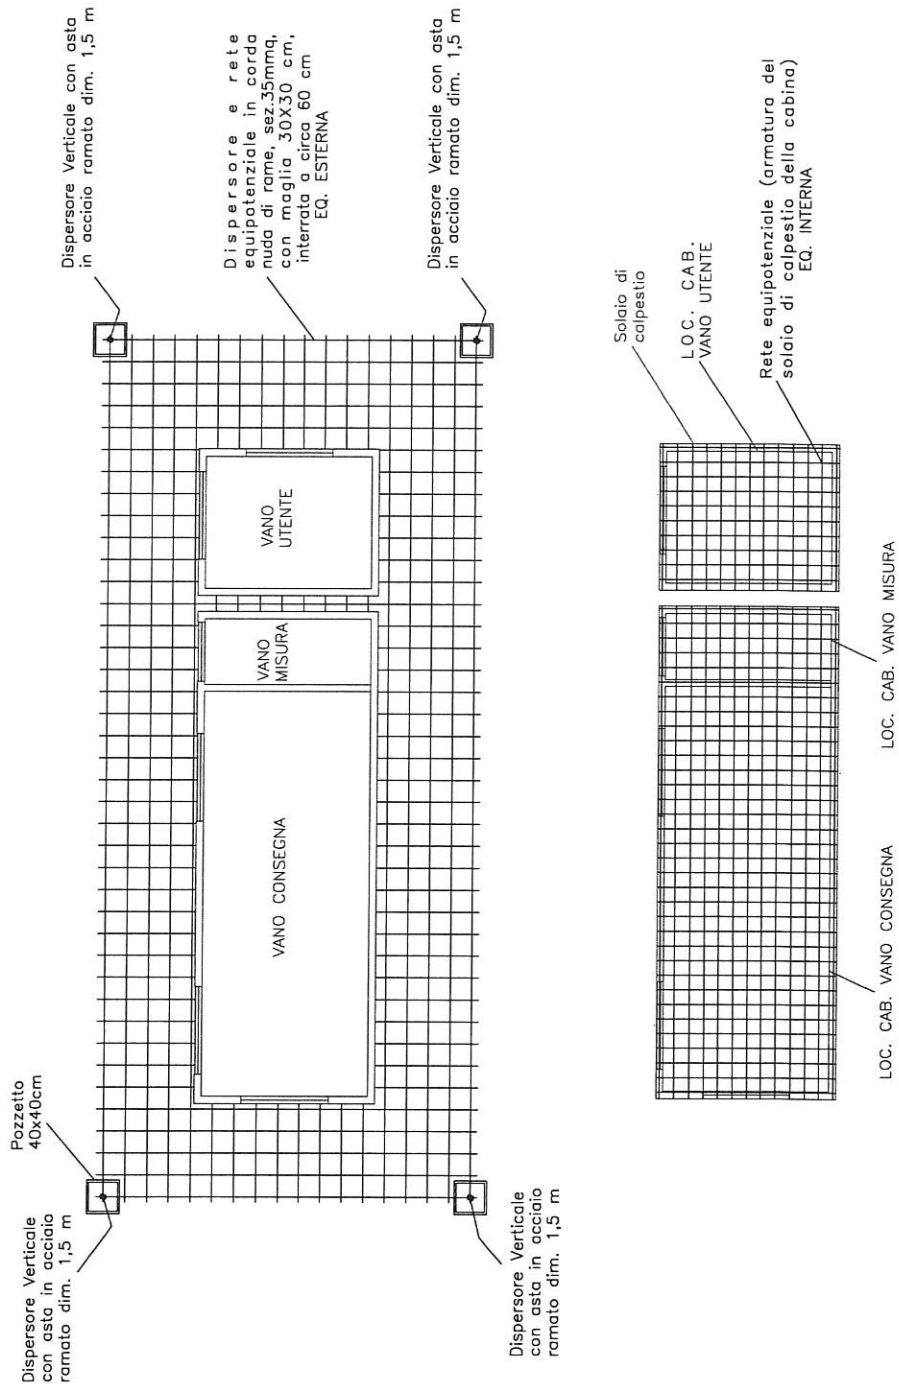 Pozzetto
40x40cm
Dispersore Verticale
con asta in acciaio
ramato dim. 1,5 m
Dispersore Verticale con asta
in acciaio ramato dim. 1,5 m
Dispersore e rete
equipotenziale in corda
nuda di rame, sez.35mmq,
con maglia 30X30 cm,
interrata a circa 60 cm
EQ. ESTERNA
VANO CONSEGNA
VANO
MISURA
VANO
UTENTE
Dispersore Verticale con asta
in acciaio ramato dim. 1,5 m
Dispersore Verticale
con asta in acciaio
ramato dim. 1,5 m
Solaio di
calpestio
LOC. CAB.
VANO UTENTE
Rete equipotenziale (armatura del
solaio di calpestio della cabina)
EQ. INTERNA
LOC. CAB. VANO CONSEGNA
LOC. CAB. VANO MISURA